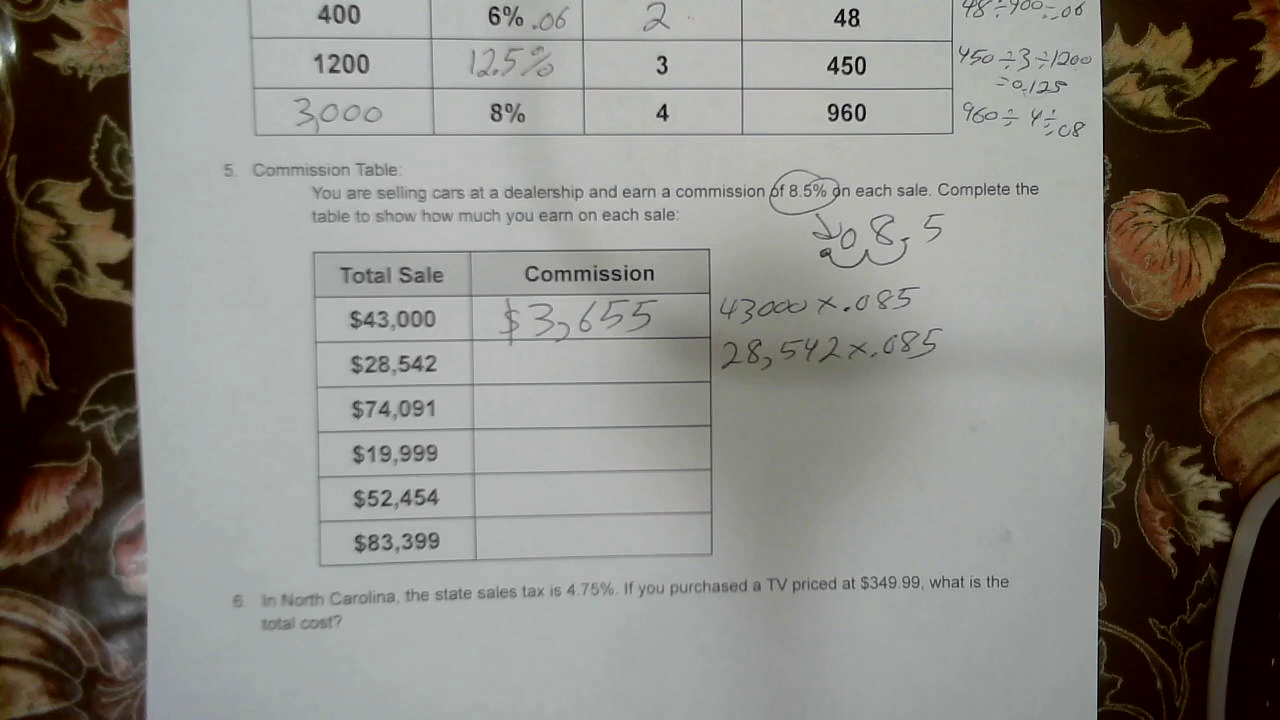 400 6% .06 2 48 48÷400÷.06
1200 12.5% 3 450 450÷3÷1200
=0.125
3,000 8% 4 960 960÷4÷.08
5. Commission Table:
You are selling cars at a dealership and earn a commission of 8.5% on each sale. Complete the
table to show how much you earn on each sale:
.08.5
Total Sale Commission
$43,000 $3,655 43000 x .085
$28,542 28,542 x .085
$74,091
$19,999
$52,454
$83,399
6. In North Carolina, the state sales tax is 4.75%. If you purchased a TV priced at $349.99, what is the
total cost?